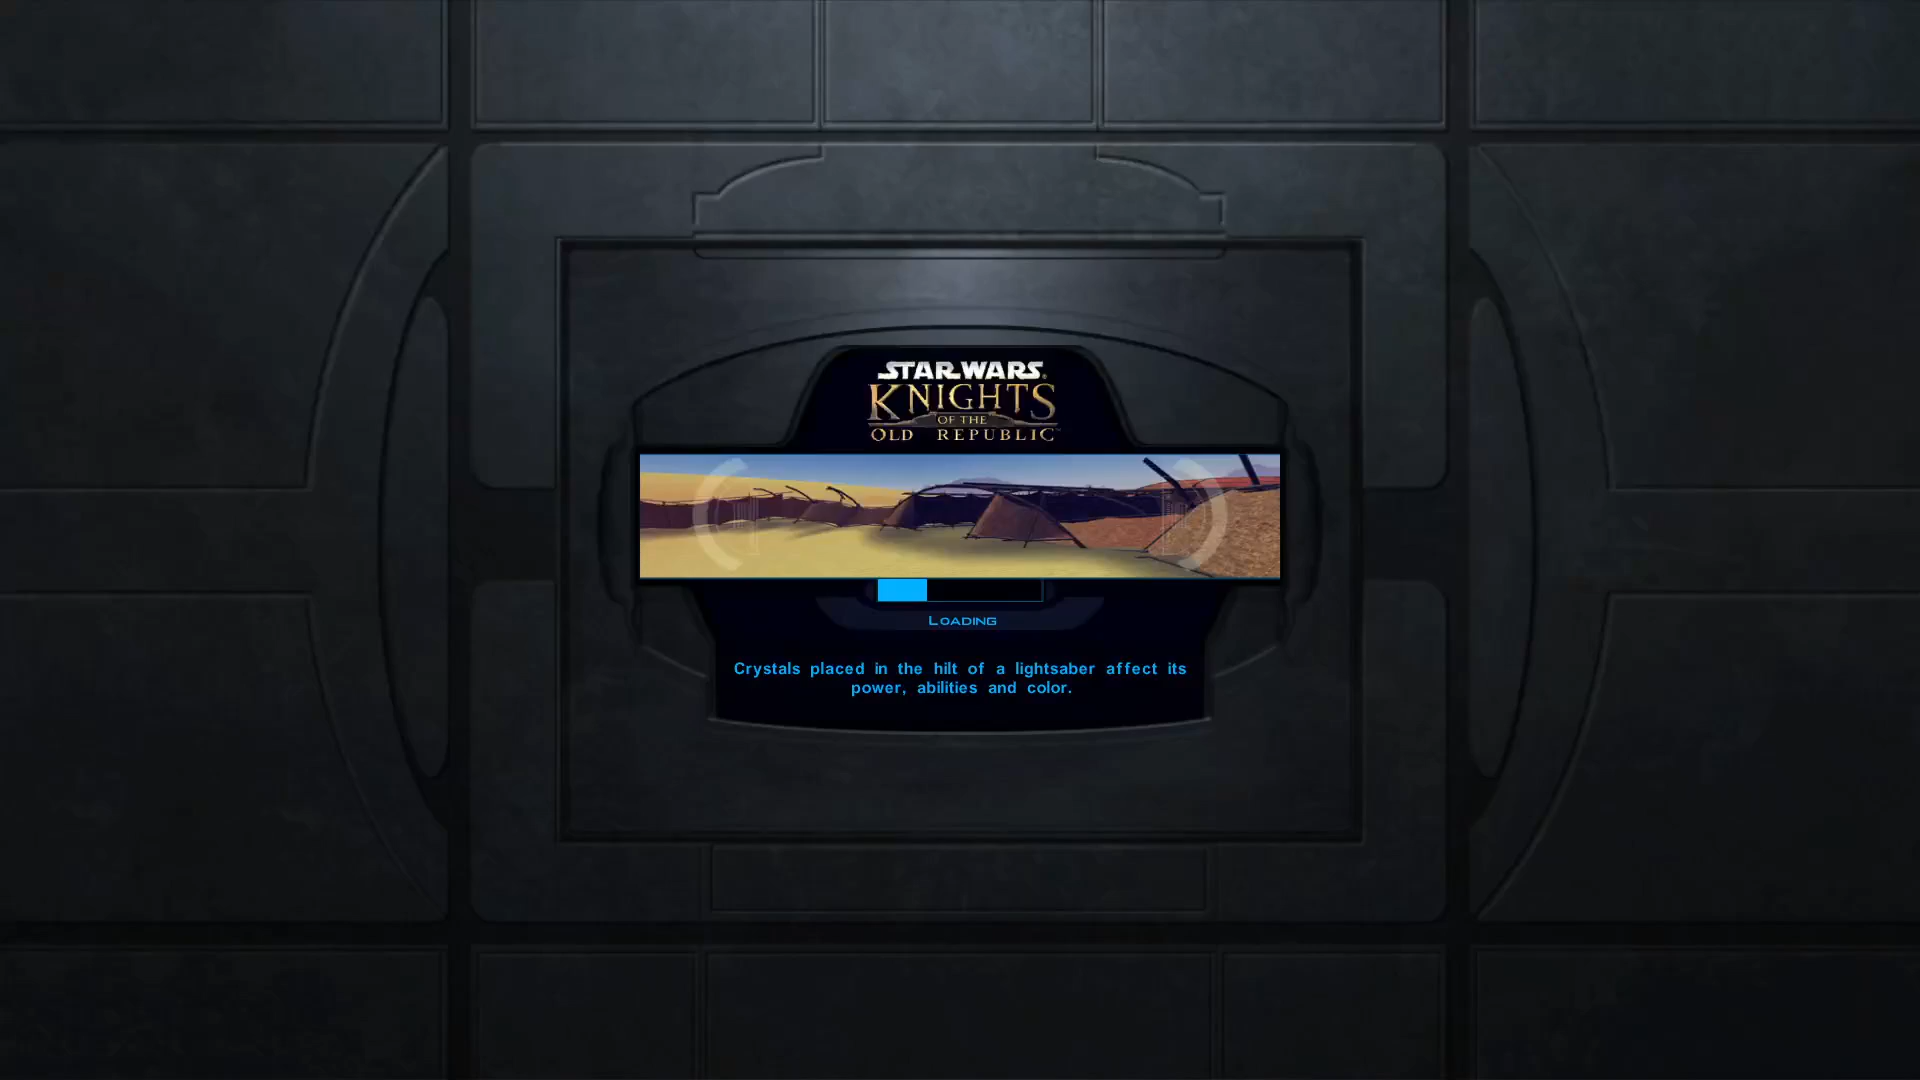 STAR WARS
KNIGHTS
OF THE
OLD REPUBLIC
LOADING
Crystals placed in the hilt of a lightsaber affect its
power, abilities and color.